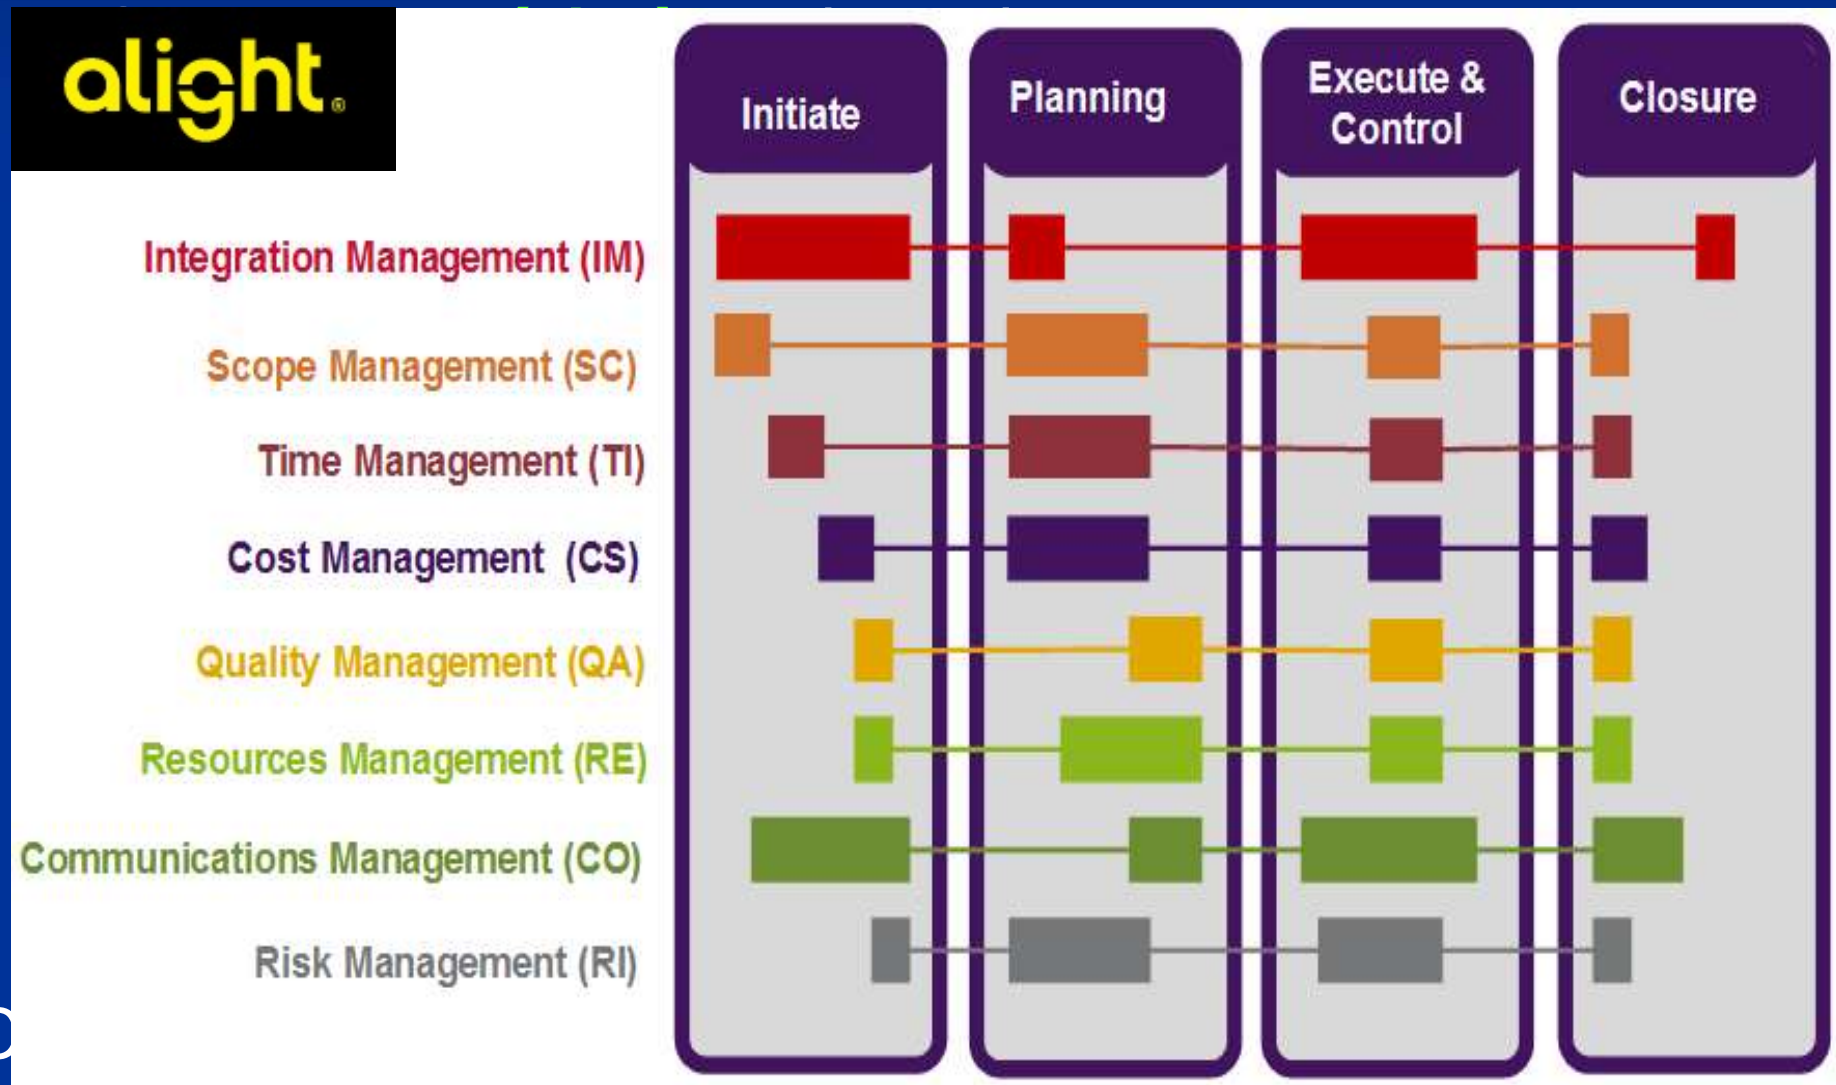 alight®
Initiate
Planning
Execute &
Control
Closure
Integration Management (IM)
Scope Management (SC)
Time Management (TI)
Cost Management (CS)
Quality Management (QA)
Resources Management (RE)
Communications Management (CO)
Risk Management (RI)